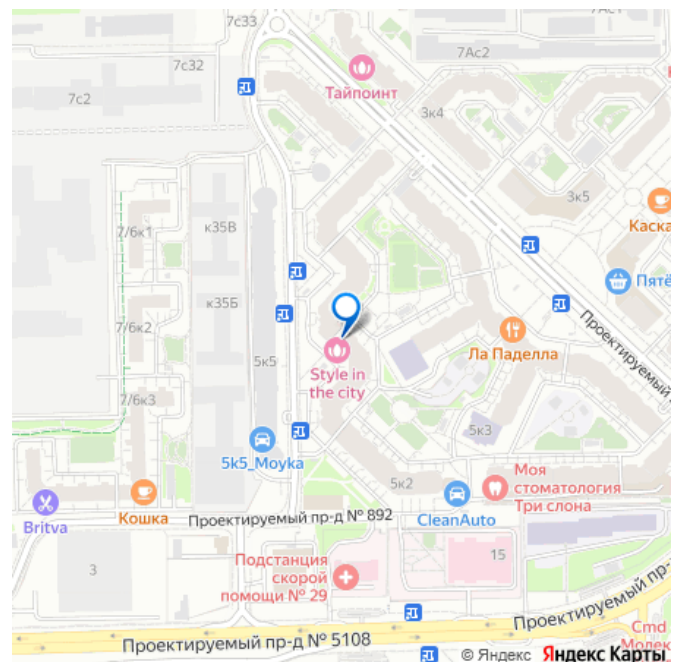 7с33
7Ас1
7Ас2
7с32
Тайпоинт
7с2
3к4
3к5
Каска
7/6к1
к35В
Пятё
к35Б
7/6к2
Ла Паделла
Проектируемый
5к5
Style in
the city
7/6к3
5к3
5k5_Moyka
5к2
Моя
стоматология
Три слона
Britva
Кошка
Проектируемый пр-д № 892
CleanAuto
15
3
Подстанция
скорой
помощи № 29
Проектируемый пр-
Проектируемый пр-д № 5108
Cmd
Молек
© Яндекс Яндекс Карты